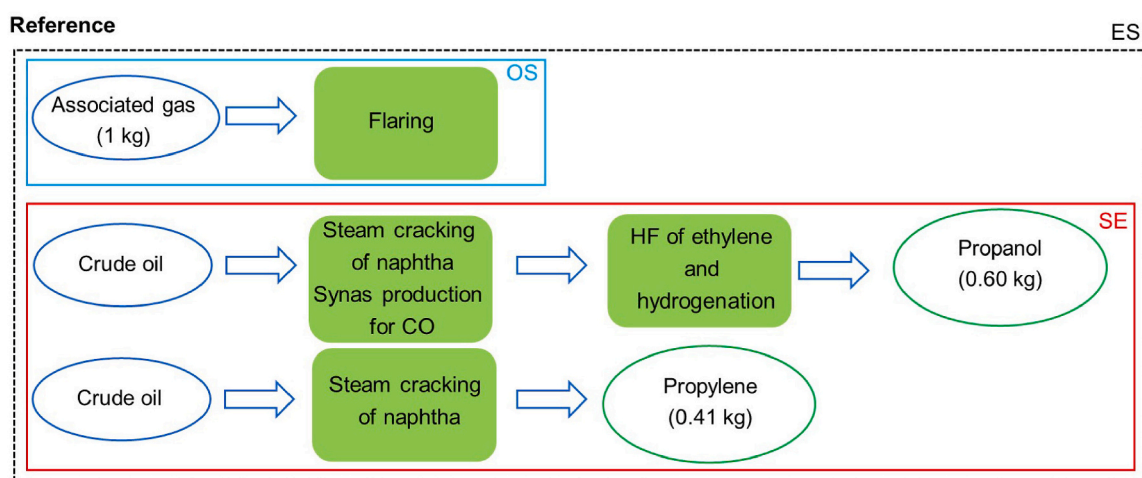 Reference
ES
OS
Associated gas
(1 kg)
Flaring
SE
Crude oil
Steam cracking
of naphtha
Synas production
for CO
HF of ethylene
and
hydrogenation
Propanol
(0.60 kg)
Crude oil
Steam cracking
of naphtha
Propylene
(0.41 kg)